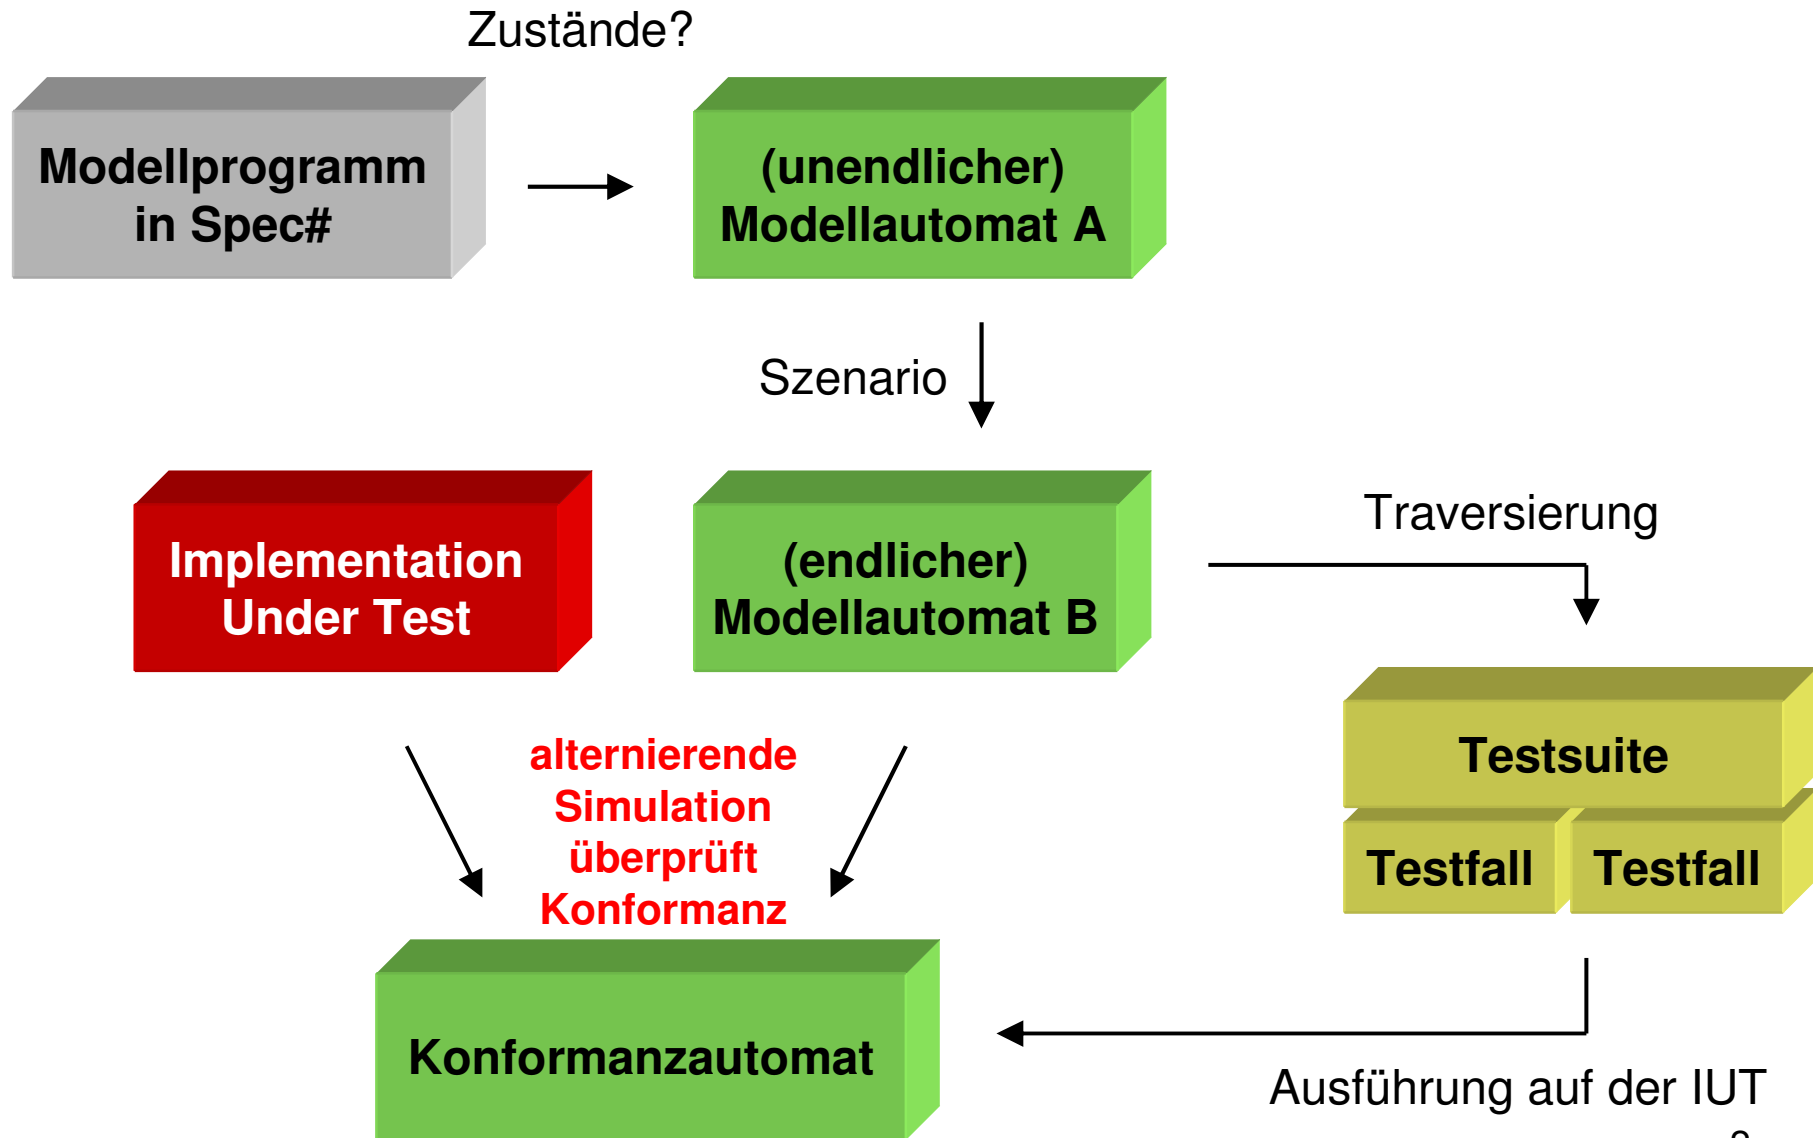 Zustände?
Modellprogramm
in Spec#
(unendlicher)
Modellautomat A
Szenario
Implementation
Under Test
(endlicher)
Modellautomat B
Traversierung
alternierende
Simulation
überprüft
Konformanz
Testsuite
Testfall
Testfall
Konformanzautomat
Ausführung auf der IUT